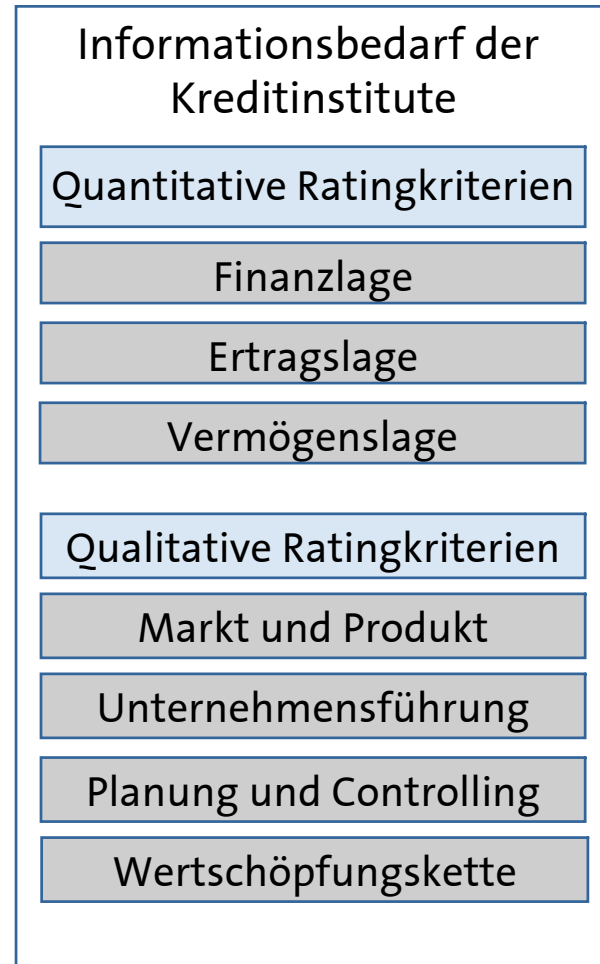 Informationsbedarf der
Kreditinstitute
Quantitative Ratingkriterien
Finanzlage
Ertragslage
Vermögenslage
Qualitative Ratingkriterien
Markt und Produkt
Unternehmensführung
Planung und Controlling
Wertschöpfungskette